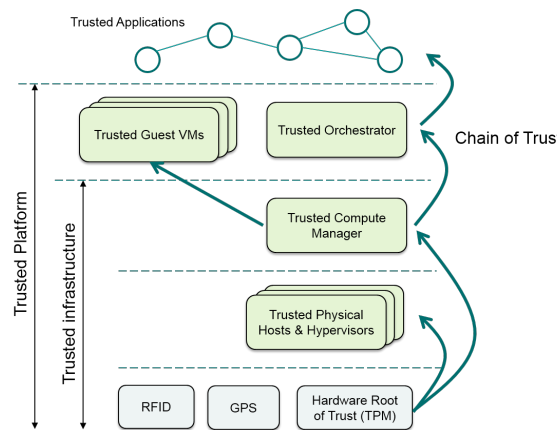 Trusted Applications
Trusted Guest VMs
Trusted Orchestrator
Chain of Trus
Trusted Compute
Manager
Trusted Platform
Trusted infrastructure
Trusted Physical
Hosts & Hypervisors
RFID
GPS
Hardware Root
of Trust (TPM)